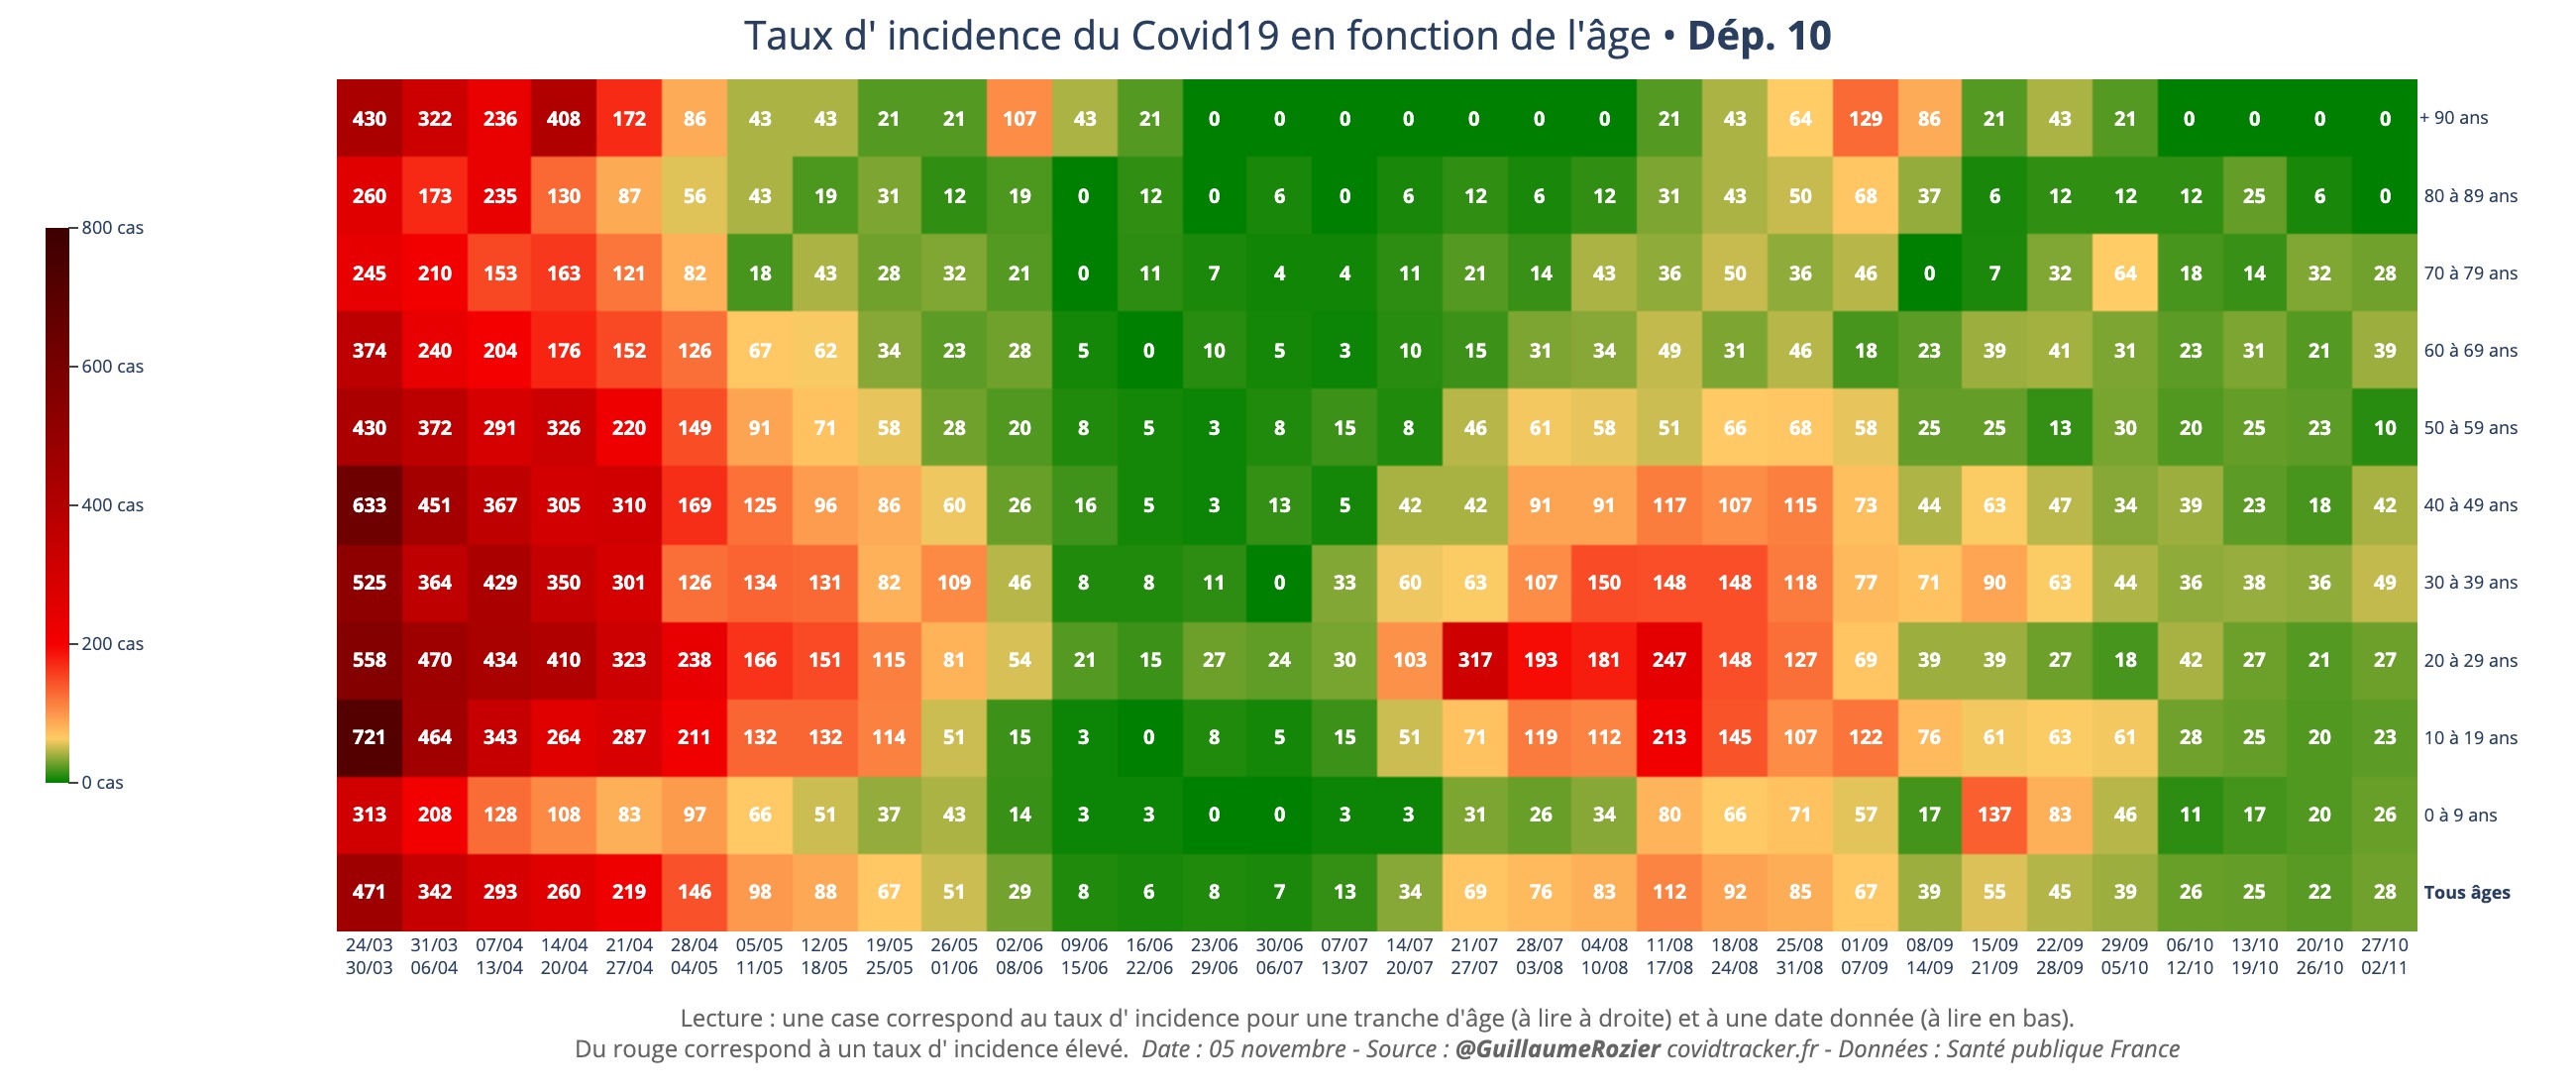 Taux d' incidence du Covid19 en fonction de l'âge • Dép. 10
800 cas
600 cas
400 cas
200 cas
0 cas
430 322 236 408 172 86 43 43 21 21 107 43 21 0 0 0 0 0 0 0 21 43 64 129 86 21 43 21 0 0 0 0 + 90 ans
260 173 235 130 87 56 43 19 31 12 19 0 12 0 6 0 6 12 6 12 31 43 50 68 37 6 12 12 12 25 6 0 80 à 89 ans
245 210 153 163 121 82 18 43 28 32 21 0 11 7 4 4 11 21 14 43 36 50 36 46 0 7 32 64 18 14 32 28 70 à 79 ans
374 240 204 176 152 126 67 62 34 23 28 5 0 10 5 3 10 15 31 34 49 31 46 18 23 39 41 31 23 31 21 39 60 à 69 ans
430 372 291 326 220 149 91 71 58 28 20 8 5 3 8 15 8 46 61 58 51 66 68 58 25 25 13 30 20 25 23 10 50 à 59 ans
633 451 367 305 310 169 125 96 86 60 26 16 5 3 13 5 42 42 91 91 117 107 115 73 44 63 47 34 39 23 18 42 40 à 49 ans
525 364 429 350 301 126 134 131 82 109 46 8 8 11 0 33 60 63 107 150 148 148 118 77 71 90 63 44 36 38 36 49 30 à 39 ans
558 470 434 410 323 238 166 151 115 81 54 21 15 27 24 30 103 317 193 181 247 148 127 69 39 39 27 18 42 27 21 27 20 à 29 ans
721 464 343 264 287 211 132 132 114 51 15 3 0 8 5 15 51 71 119 112 213 145 107 122 76 61 63 61 28 25 20 23 10 à 19 ans
313 208 128 108 83 97 66 51 37 43 14 3 3 0 0 3 3 31 26 34 80 66 71 57 17 137 83 46 11 17 20 26 0 à 9 ans
471 342 293 260 219 146 98 88 67 51 29 8 6 8 7 13 34 69 76 83 112 92 85 67 39 55 45 39 26 25 22 28 Tous âges
24/03 31/03 07/04 14/04 21/04 28/04 05/05 12/05 19/05 26/05 02/06 09/06 16/06 23/06 30/06 07/07 14/07 21/07 28/07 04/08 11/08 18/08 25/08 01/09 08/09 15/09 22/09 29/09 06/10 13/10 20/10 27/10
30/03 06/04 13/04 20/04 27/04 04/05 11/05 18/05 25/05 01/06 08/06 15/06 22/06 29/06 06/07 13/07 20/07 27/07 03/08 10/08 17/08 24/08 31/08 07/09 14/09 21/09 28/09 05/10 12/10 19/10 26/10 02/11
Lecture : une case correspond au taux d' incidence pour une tranche d'âge (à lire à droite) et à une date donnée (à lire en bas).
Du rouge correspond à un taux d' incidence élevé. Date : 05 novembre - Source : @GuillaumeRozier covidtracker.fr - Données : Santé publique France